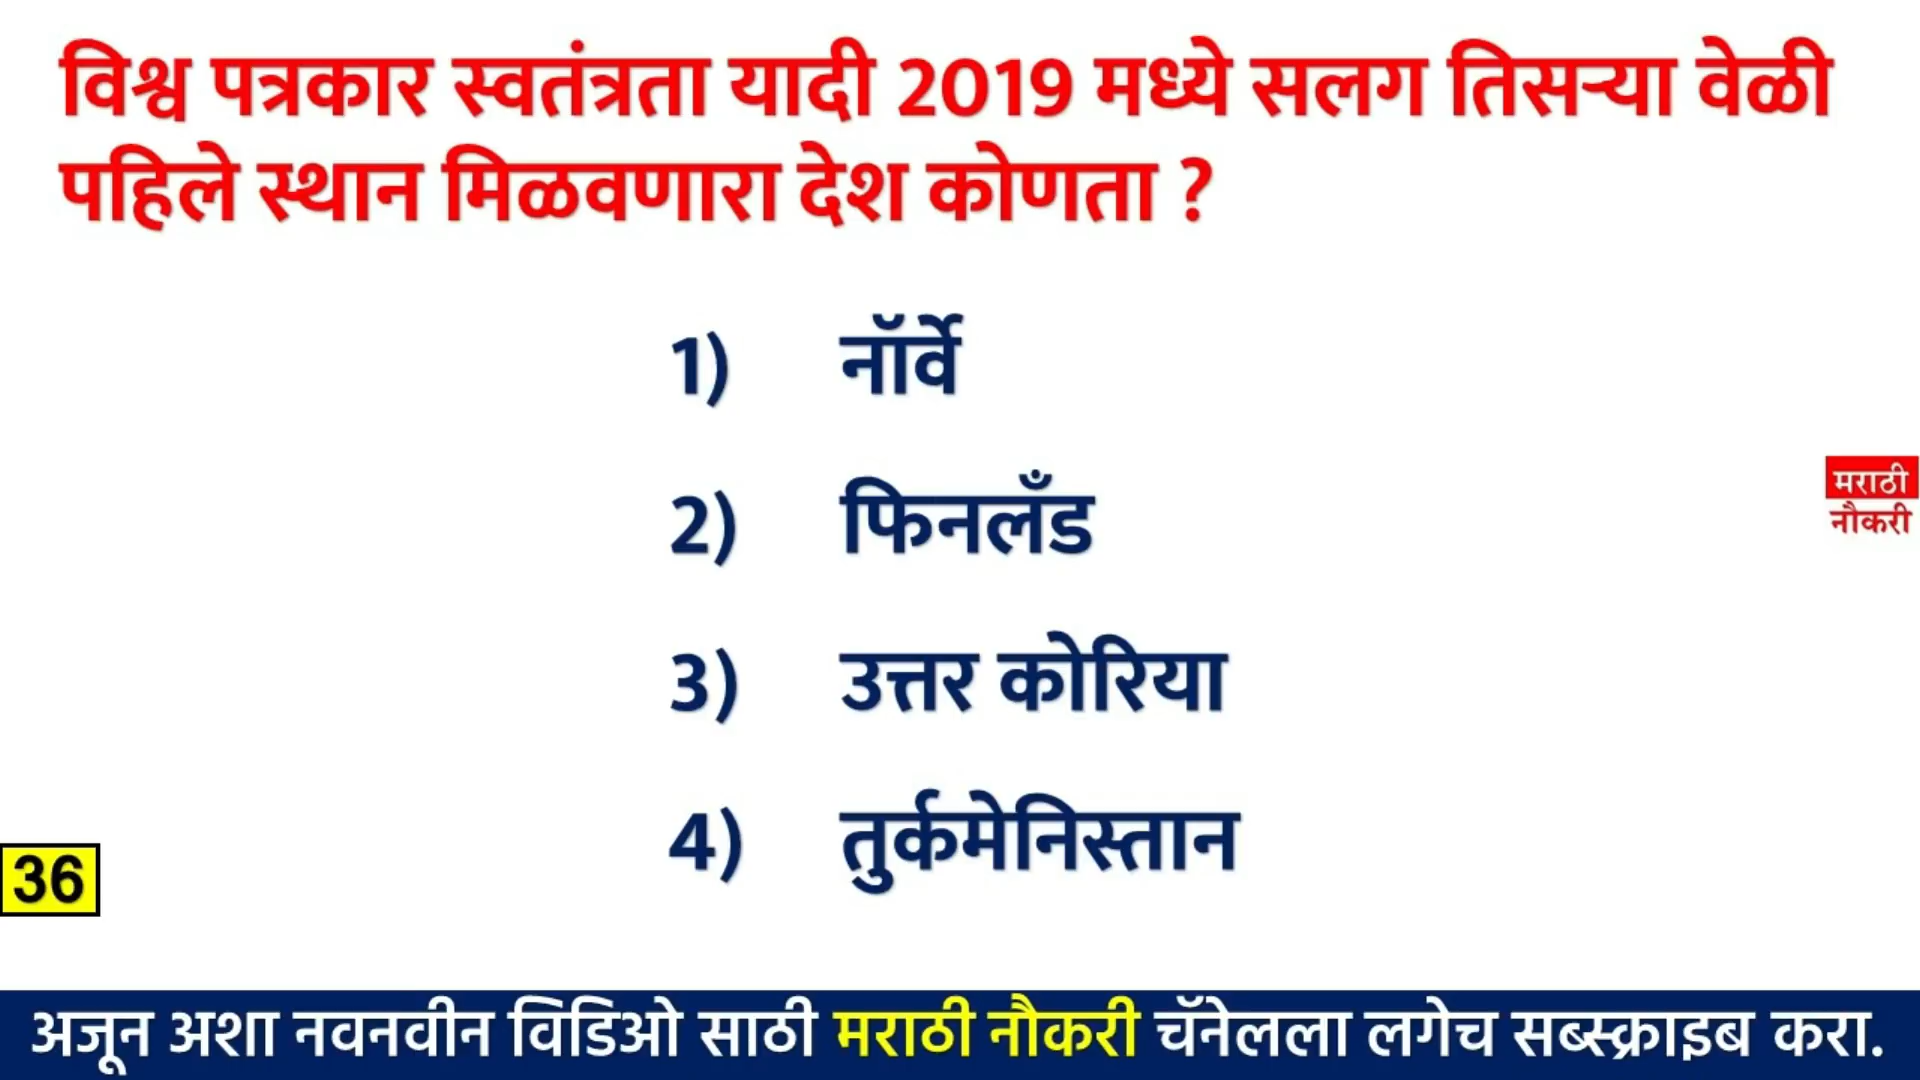 विश्व पत्रकार स्वतंत्रता यादी 2019 मध्ये सलग तिसऱ्या वेळी
पहिले स्थान मिळवणारा देश कोणता ?
1) नॉर्वे
2) फिनलँड
मराठी
नौकरी
3) उत्तर कोरिया
4) तुर्कमेनिस्तान
36
अजून अशा नवनवीन विडिओ साठी मराठी नौकरी चॅनेलला लगेच सब्स्क्राइब करा.